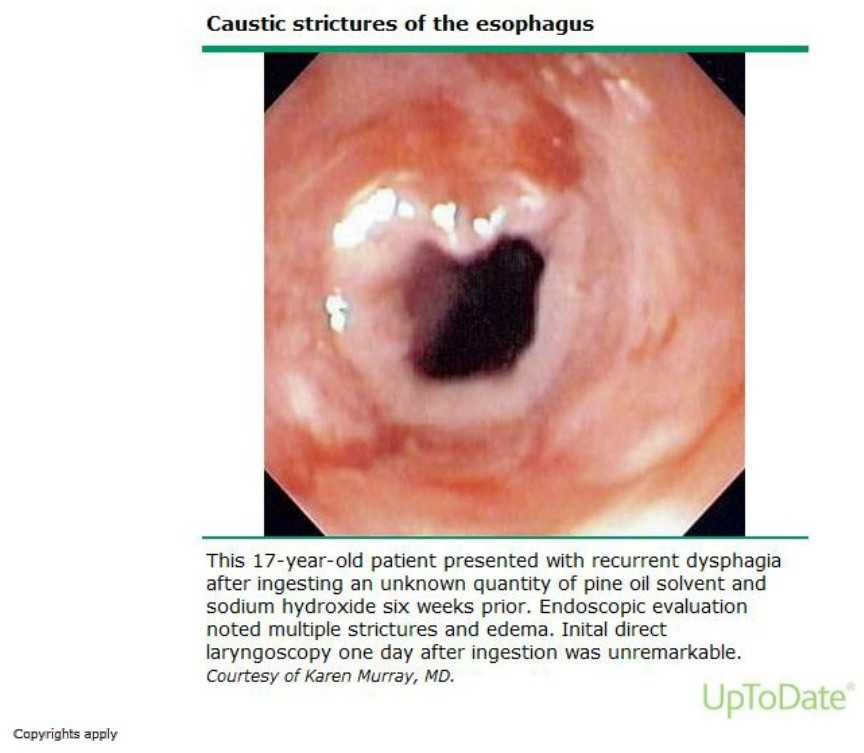 Caustic strictures of the esophagus
This 17-year-old patient presented with recurrent dysphagia
after ingesting an unknown quantity of pine oil solvent and
sodium hydroxide six weeks prior. Endoscopic evaluation
noted multiple strictures and edema. Inital direct
laryngoscopy one day after ingestion was unremarkable.
Courtesy of Karen Murray, MD.
UpToDate®
Copyrights apply